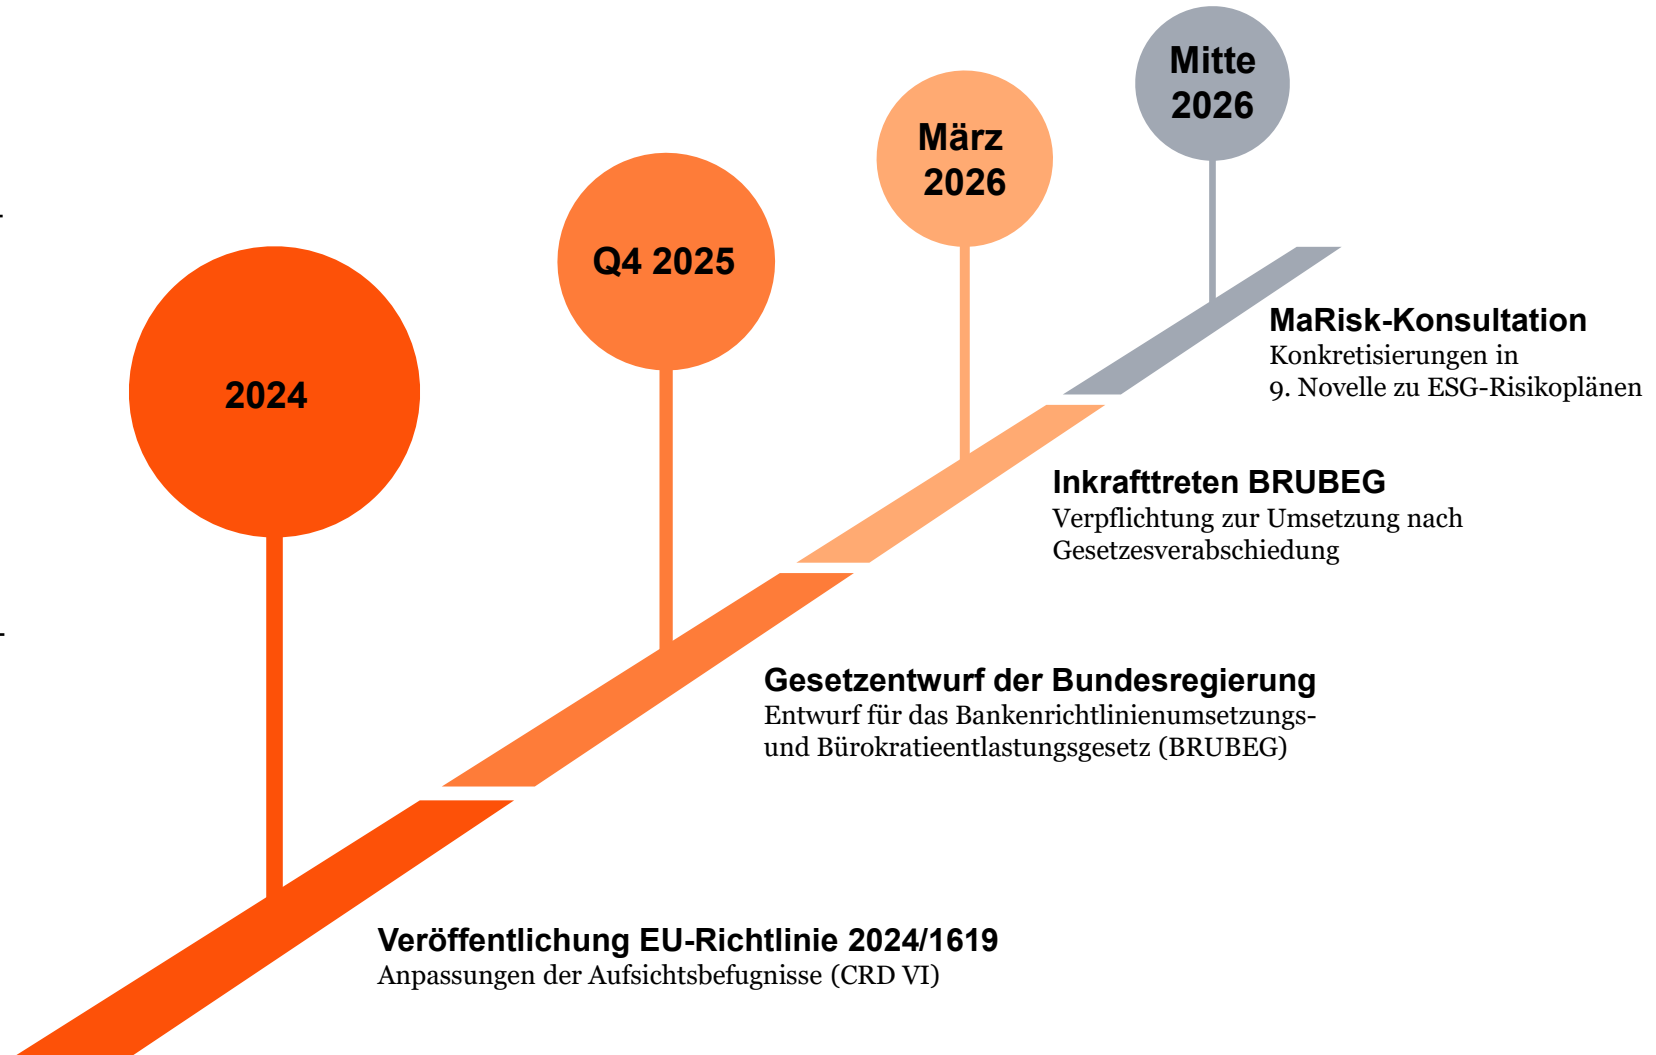 2024
Veröffentlichung EU-Richtlinie 2024/1619
Anpassungen der Aufsichtsbefugnisse (CRD VI)
Q4 2025
Gesetzentwurf der Bundesregierung
Entwurf für das Bankenrichtlinienumsetzungs-
und Bürokratieentlastungsgesetz (BRUBEG)
März
2026
Inkrafttreten BRUBEG
Verpflichtung zur Umsetzung nach
Gesetzesverabschiedung
Mitte
2026
MaRisk-Konsultation
Konkretisierungen in
9. Novelle zu ESG-Risikoplänen